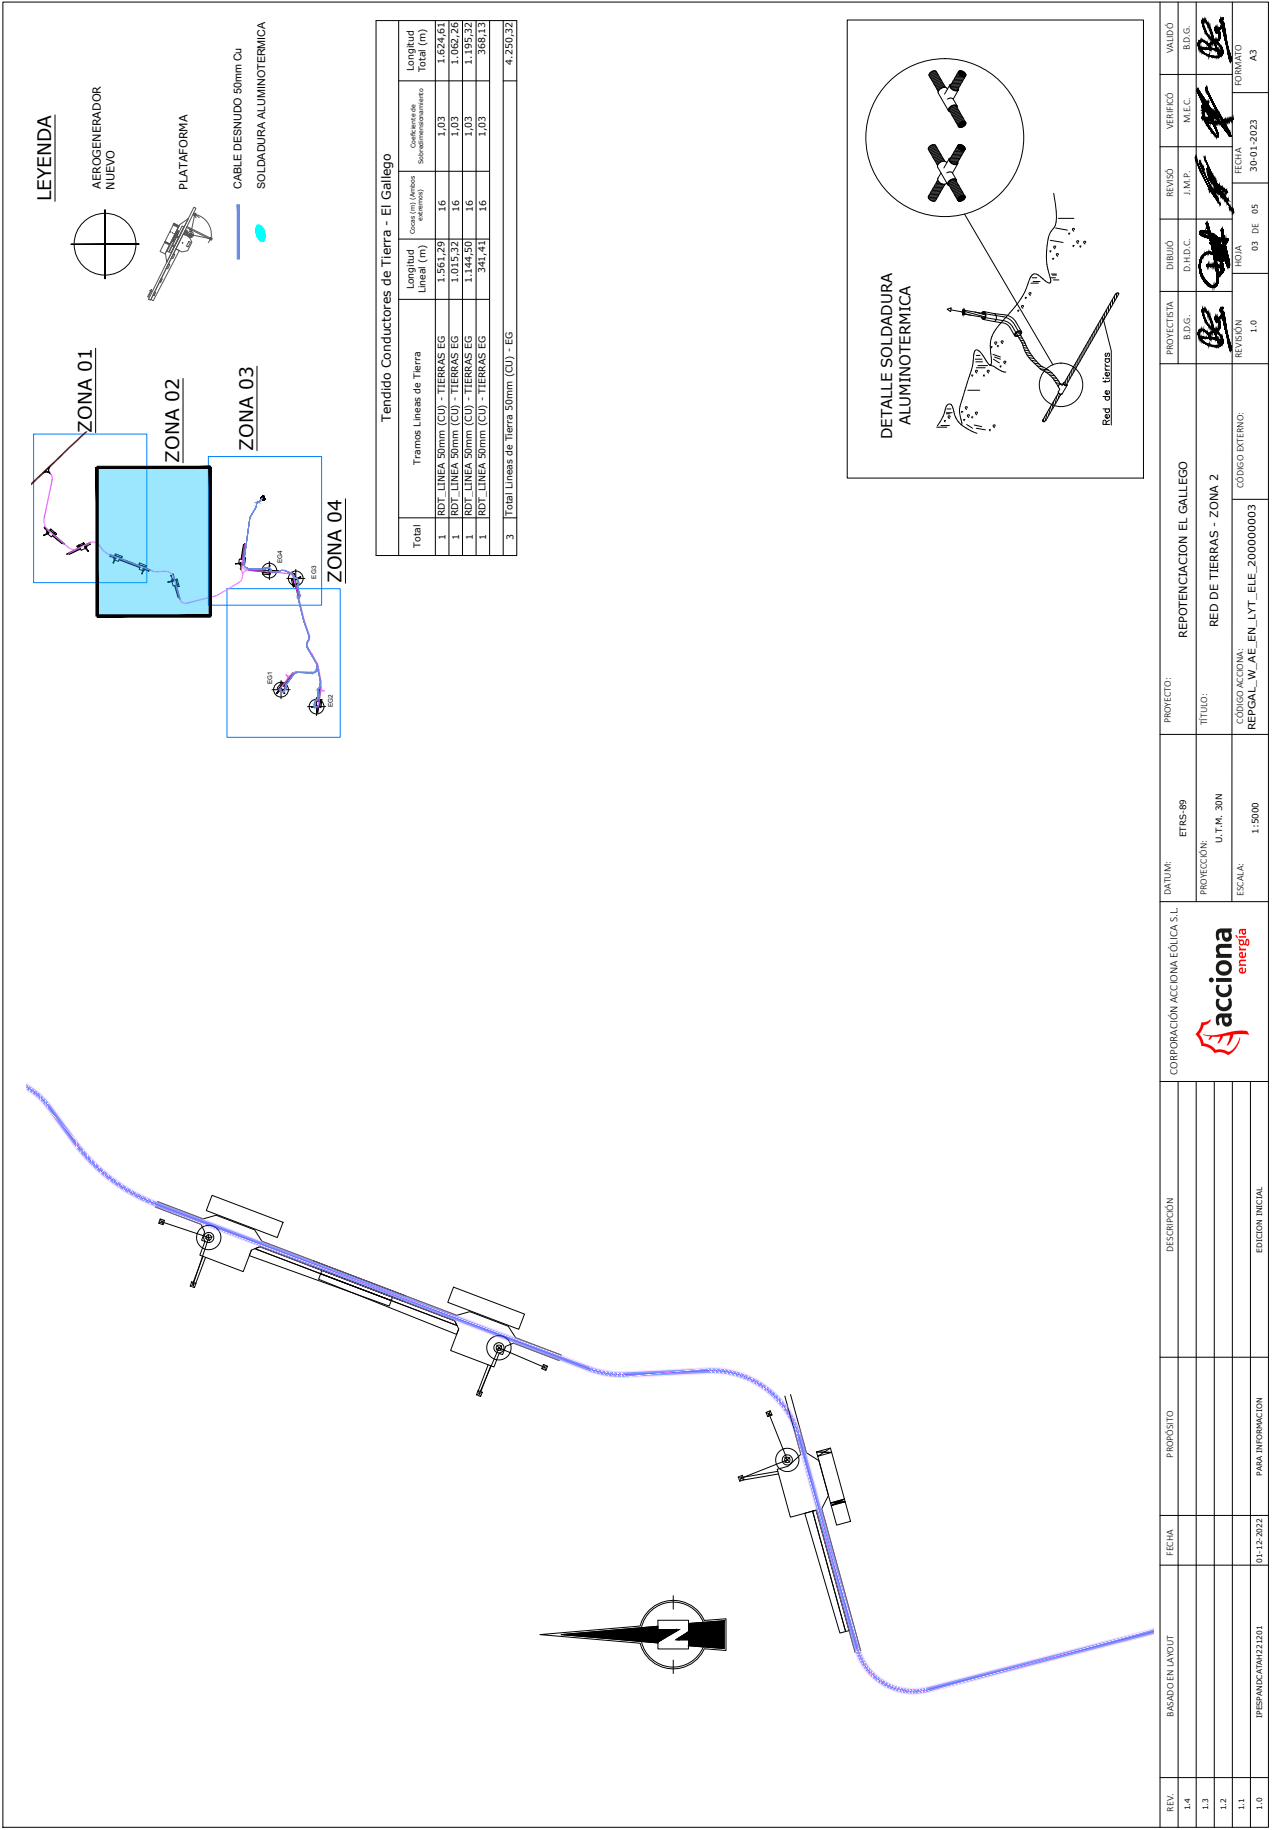 LEYENDA
AEROGENERADOR
NUEVO
PLATAFORMA
CABLE DESNUDO 50mm Cu
SOLDADURA ALUMINOTERMICA
ZONA 01
ZONA 02
ZONA 03
ZONA 04
EG1
EG2
EG3
EG4
Tendido Conductores de Tierra - El Gallego
Total Tramos Lineas de Tierra Longitud Lineal (m) Cocas (m) (Ambos extremos) Coeficiente de Sobredimensionamiento Longitud Total (m)
1 RDT_LINEA 50mm (CU) - TIERRAS EG 1.561,29 16 1,03 1.624,61
1 RDT_LINEA 50mm (CU) - TIERRAS EG 1.015,32 16 1,03 1.062,26
1 RDT_LINEA 50mm (CU) - TIERRAS EG 1.144,50 16 1,03 1.195,32
1 RDT_LINEA 50mm (CU) - TIERRAS EG 341,41 16 1,03 368,13
3 Total Lineas de Tierra 50mm (CU) - EG 4.250,32
DETALLE SOLDADURA
ALUMINOTERMICA
Red de tierras
N
REV. BASADO EN LAYOUT FECHA PROPÓSITO DESCRIPCIÓN
1.4
1.3
1.2
1.1
1.0 IPESPANDCATAH221201 01-12-2022 PARA INFORMACION EDICION INICIAL
CORPORACIÓN ACCIONA EÓLICA S.L.
acciona
energía
DATUM:
ETRS-89
PROYECCIÓN:
U.T.M. 30N
ESCALA:
1:5000
PROYECTO:
REPOTENCIACION EL GALLEGO
TÍTULO:
RED DE TIERRAS - ZONA 2
CÓDIGO ACCIONA:
REPGAL_W_AE_EN_LYT_ELE_200000003
CÓDIGO EXTERNO:
PROYECTISTA DIBUJÓ REVISÓ VERIFICÓ VALIDÓ
B.D.G. D.H.D.C. J.M.P. M.E.C. B.D.G.
REVISIÓN HOJA FECHA FORMATO
1.0 03 DE 05 30-01-2023 A3